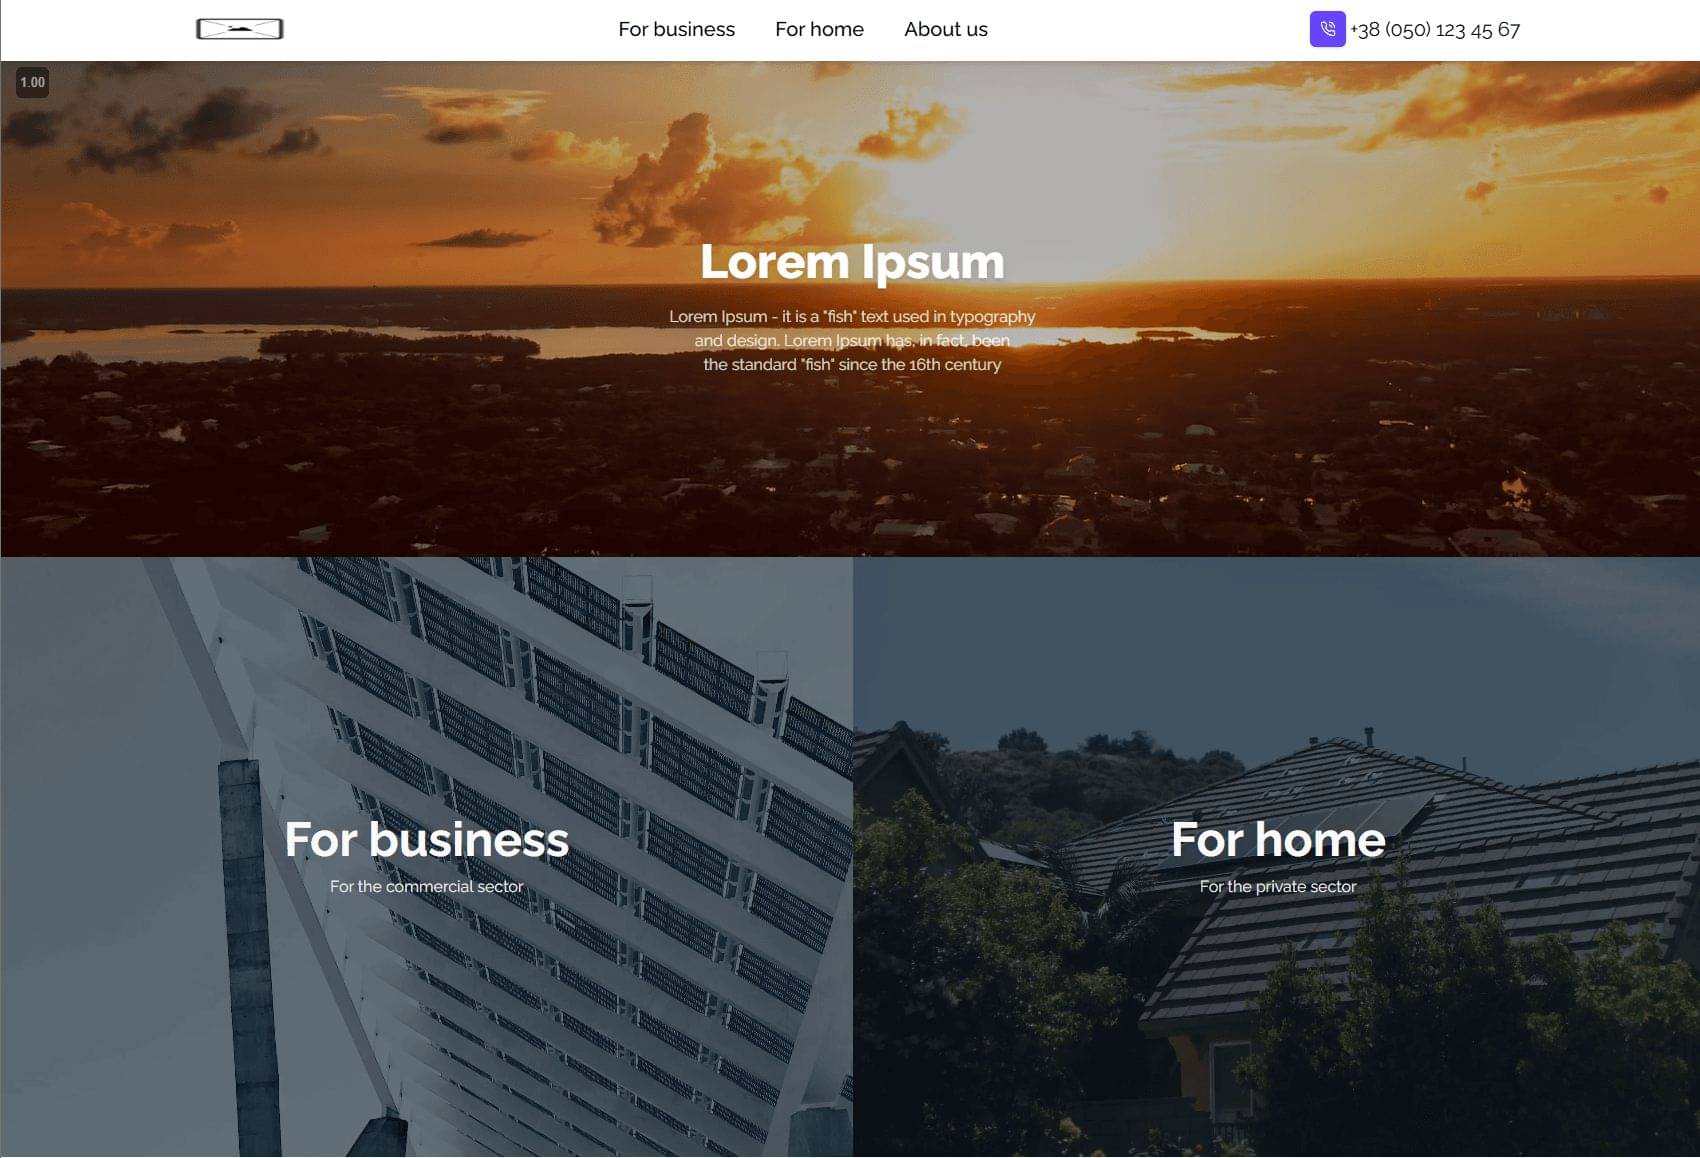 For business
For home
About us
+38 (050) 123 45 67
1.00
Lorem Ipsum
Lorem Ipsum - it is a "fish" text used in typography
and design. Lorem Ipsum has, in fact, been
the standard "fish" since the 16th century
For business
For the commercial sector
For home
For the private sector